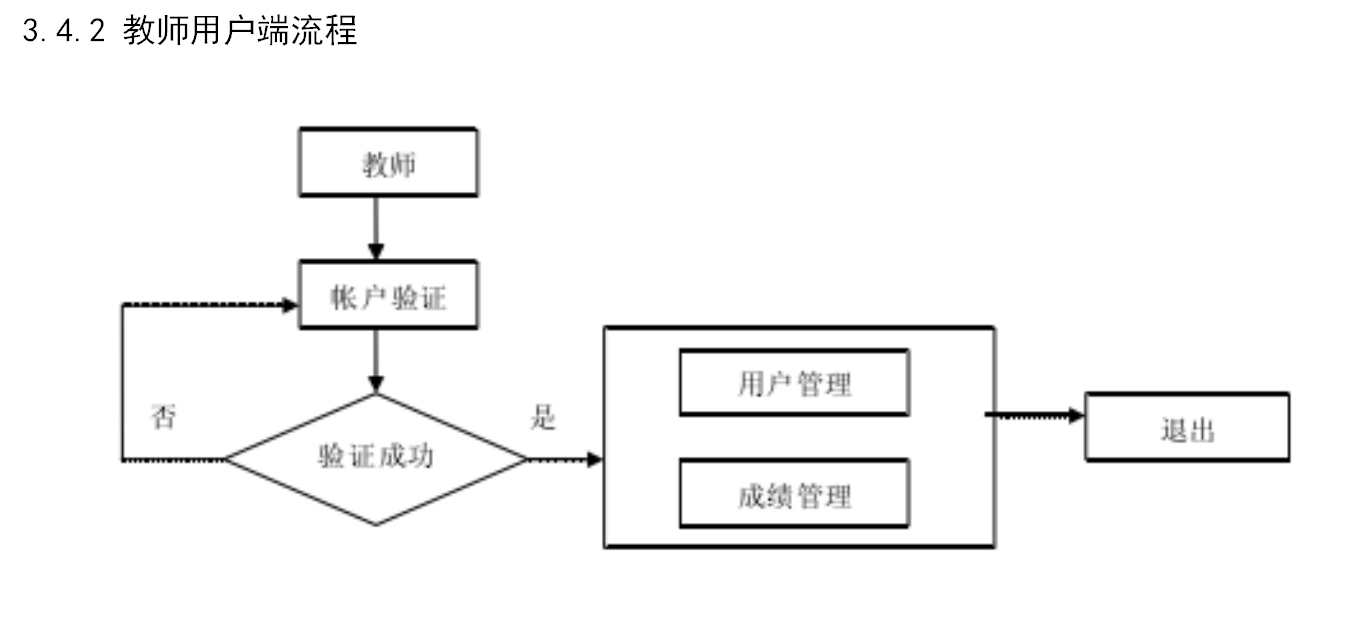 3.4.2 教师用户端流程
教师
帐户验证
否
验证成功
是
用户管理
成绩管理
退出